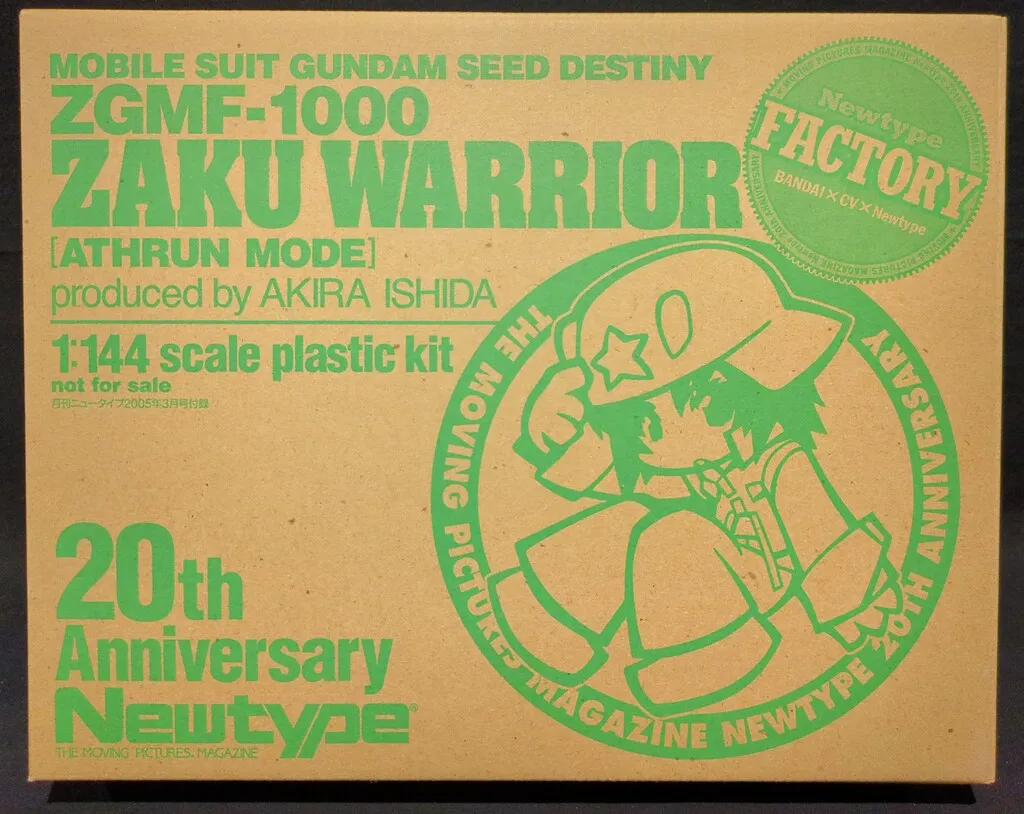 MOBILE SUIT GUNDAM SEED DESTINY
ZGMF-1000
ZAKU WARRIOR
[ATHRUN MODE]
produced by AKIRA ISHIDA
1:144 scale plastic kit
not for sale
月刊ニュータイプ2005年3月号付録
Newtype
FACTORY
BANDAI×CV×Newtype
THE MOVING PICTURES MAGAZINE NEWTYPE 20TH ANNIVERSARY
20th
Anniversary
Newtype®
THE MOVING PICTURES MAGAZINE